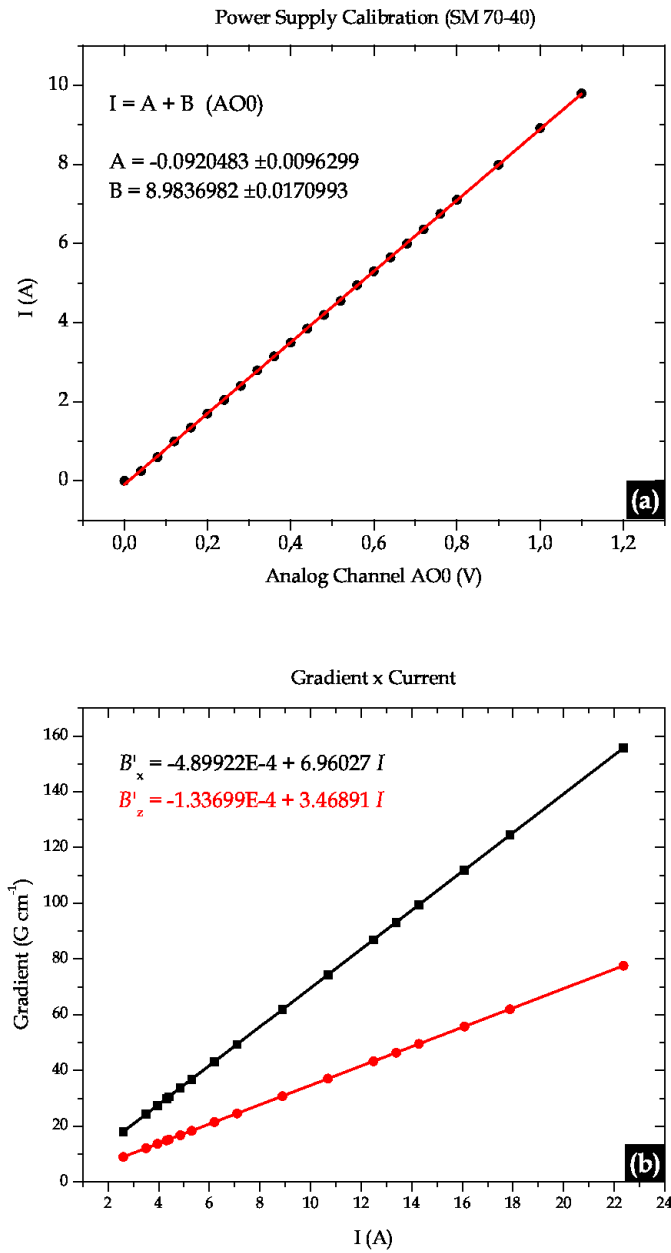 Power Supply Calibration (SM 70-40)
I = A + B (AO0)
A = -0.0920483 ±0.0096299
B = 8.9836982 ±0.0170993
10
8
6
4
2
0
I (A)
(a)
0,0 0,2 0,4 0,6 0,8 1,0 1,2
Analog Channel AO0 (V)
Gradient x Current
B'x = -4.89922E-4 + 6.96027 I
B'z = -1.33699E-4 + 3.46891 I
160
140
120
100
80
60
40
20
0
Gradient (G cm⁻¹)
(b)
2 4 6 8 10 12 14 16 18 20 22 24
I (A)